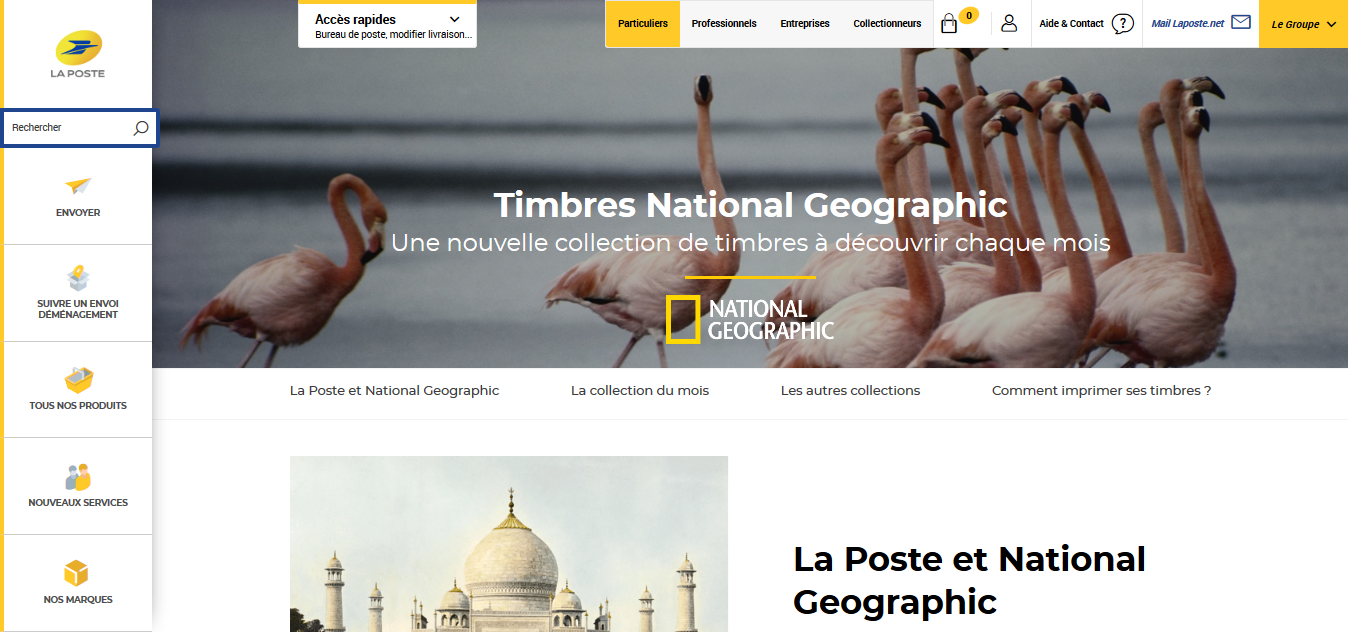 LA POSTE
Rechercher
ENVOYER
SUIVRE UN ENVOI
DÉMÉNAGEMENT
TOUS NOS PRODUITS
NOUVEAUX SERVICES
NOS MARQUES
Accès rapides
Bureau de poste, modifier livraison...
Particuliers
Professionnels
Entreprises
Collectionneurs
0
Aide & Contact
?
Mail Laposte.net
Le Groupe
Timbres National Geographic
Une nouvelle collection de timbres à découvrir chaque mois
NATIONAL
GEOGRAPHIC
La Poste et National Geographic
La collection du mois
Les autres collections
Comment imprimer ses timbres ?
La Poste et National
Geographic